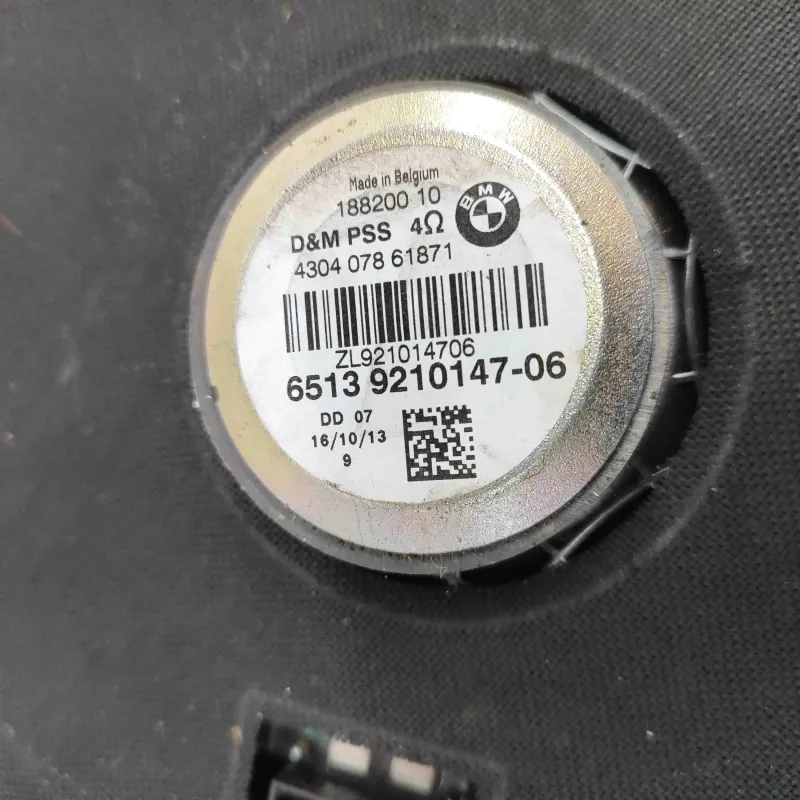 Made in Belgium
188200 10
BMW
D&M PSS 4Ω
4304 078 61871
ZL921014706
6513 9210147-06
DD 07
16/10/13
9